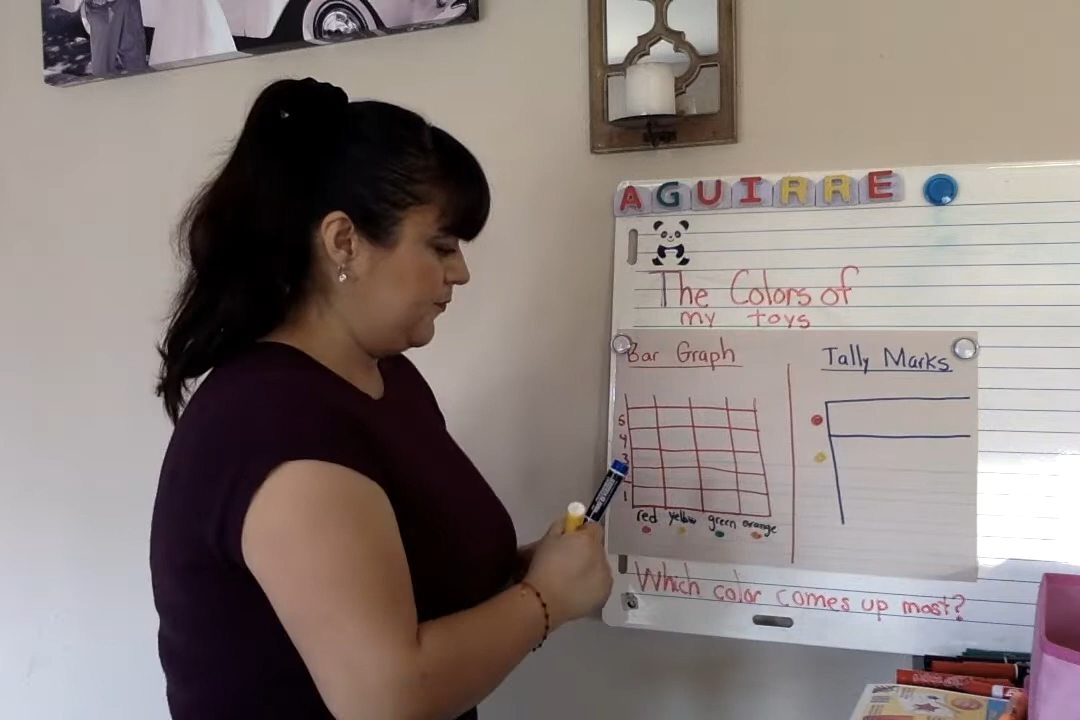 AGUIRRE
The Colors of
my toys
Bar Graph
Tally Marks
5
4
3
1
red yellow green orange
Which color comes up most?